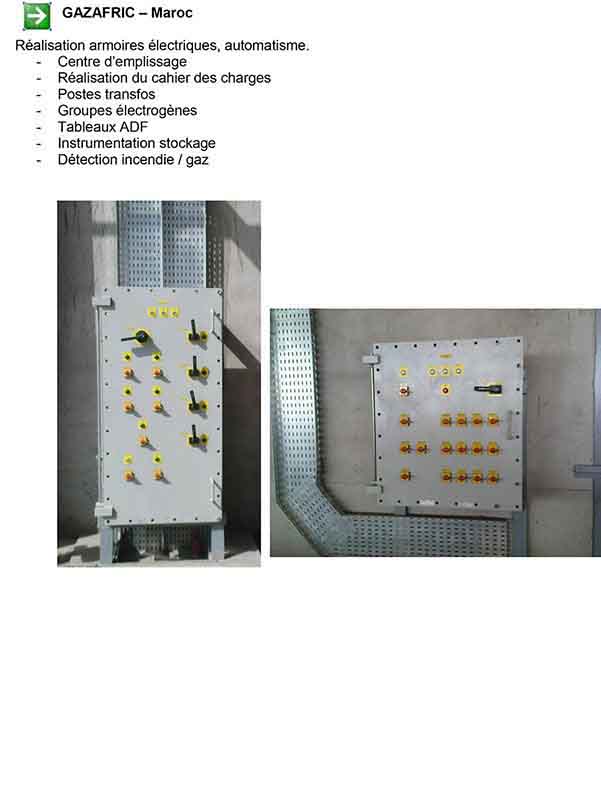 GAZAFRIC – Maroc
Réalisation armoires électriques, automatisme.
- Centre d'emplissage
- Réalisation du cahier des charges
- Postes transfos
- Groupes électrogènes
- Tableaux ADF
- Instrumentation stockage
- Détection incendie / gaz